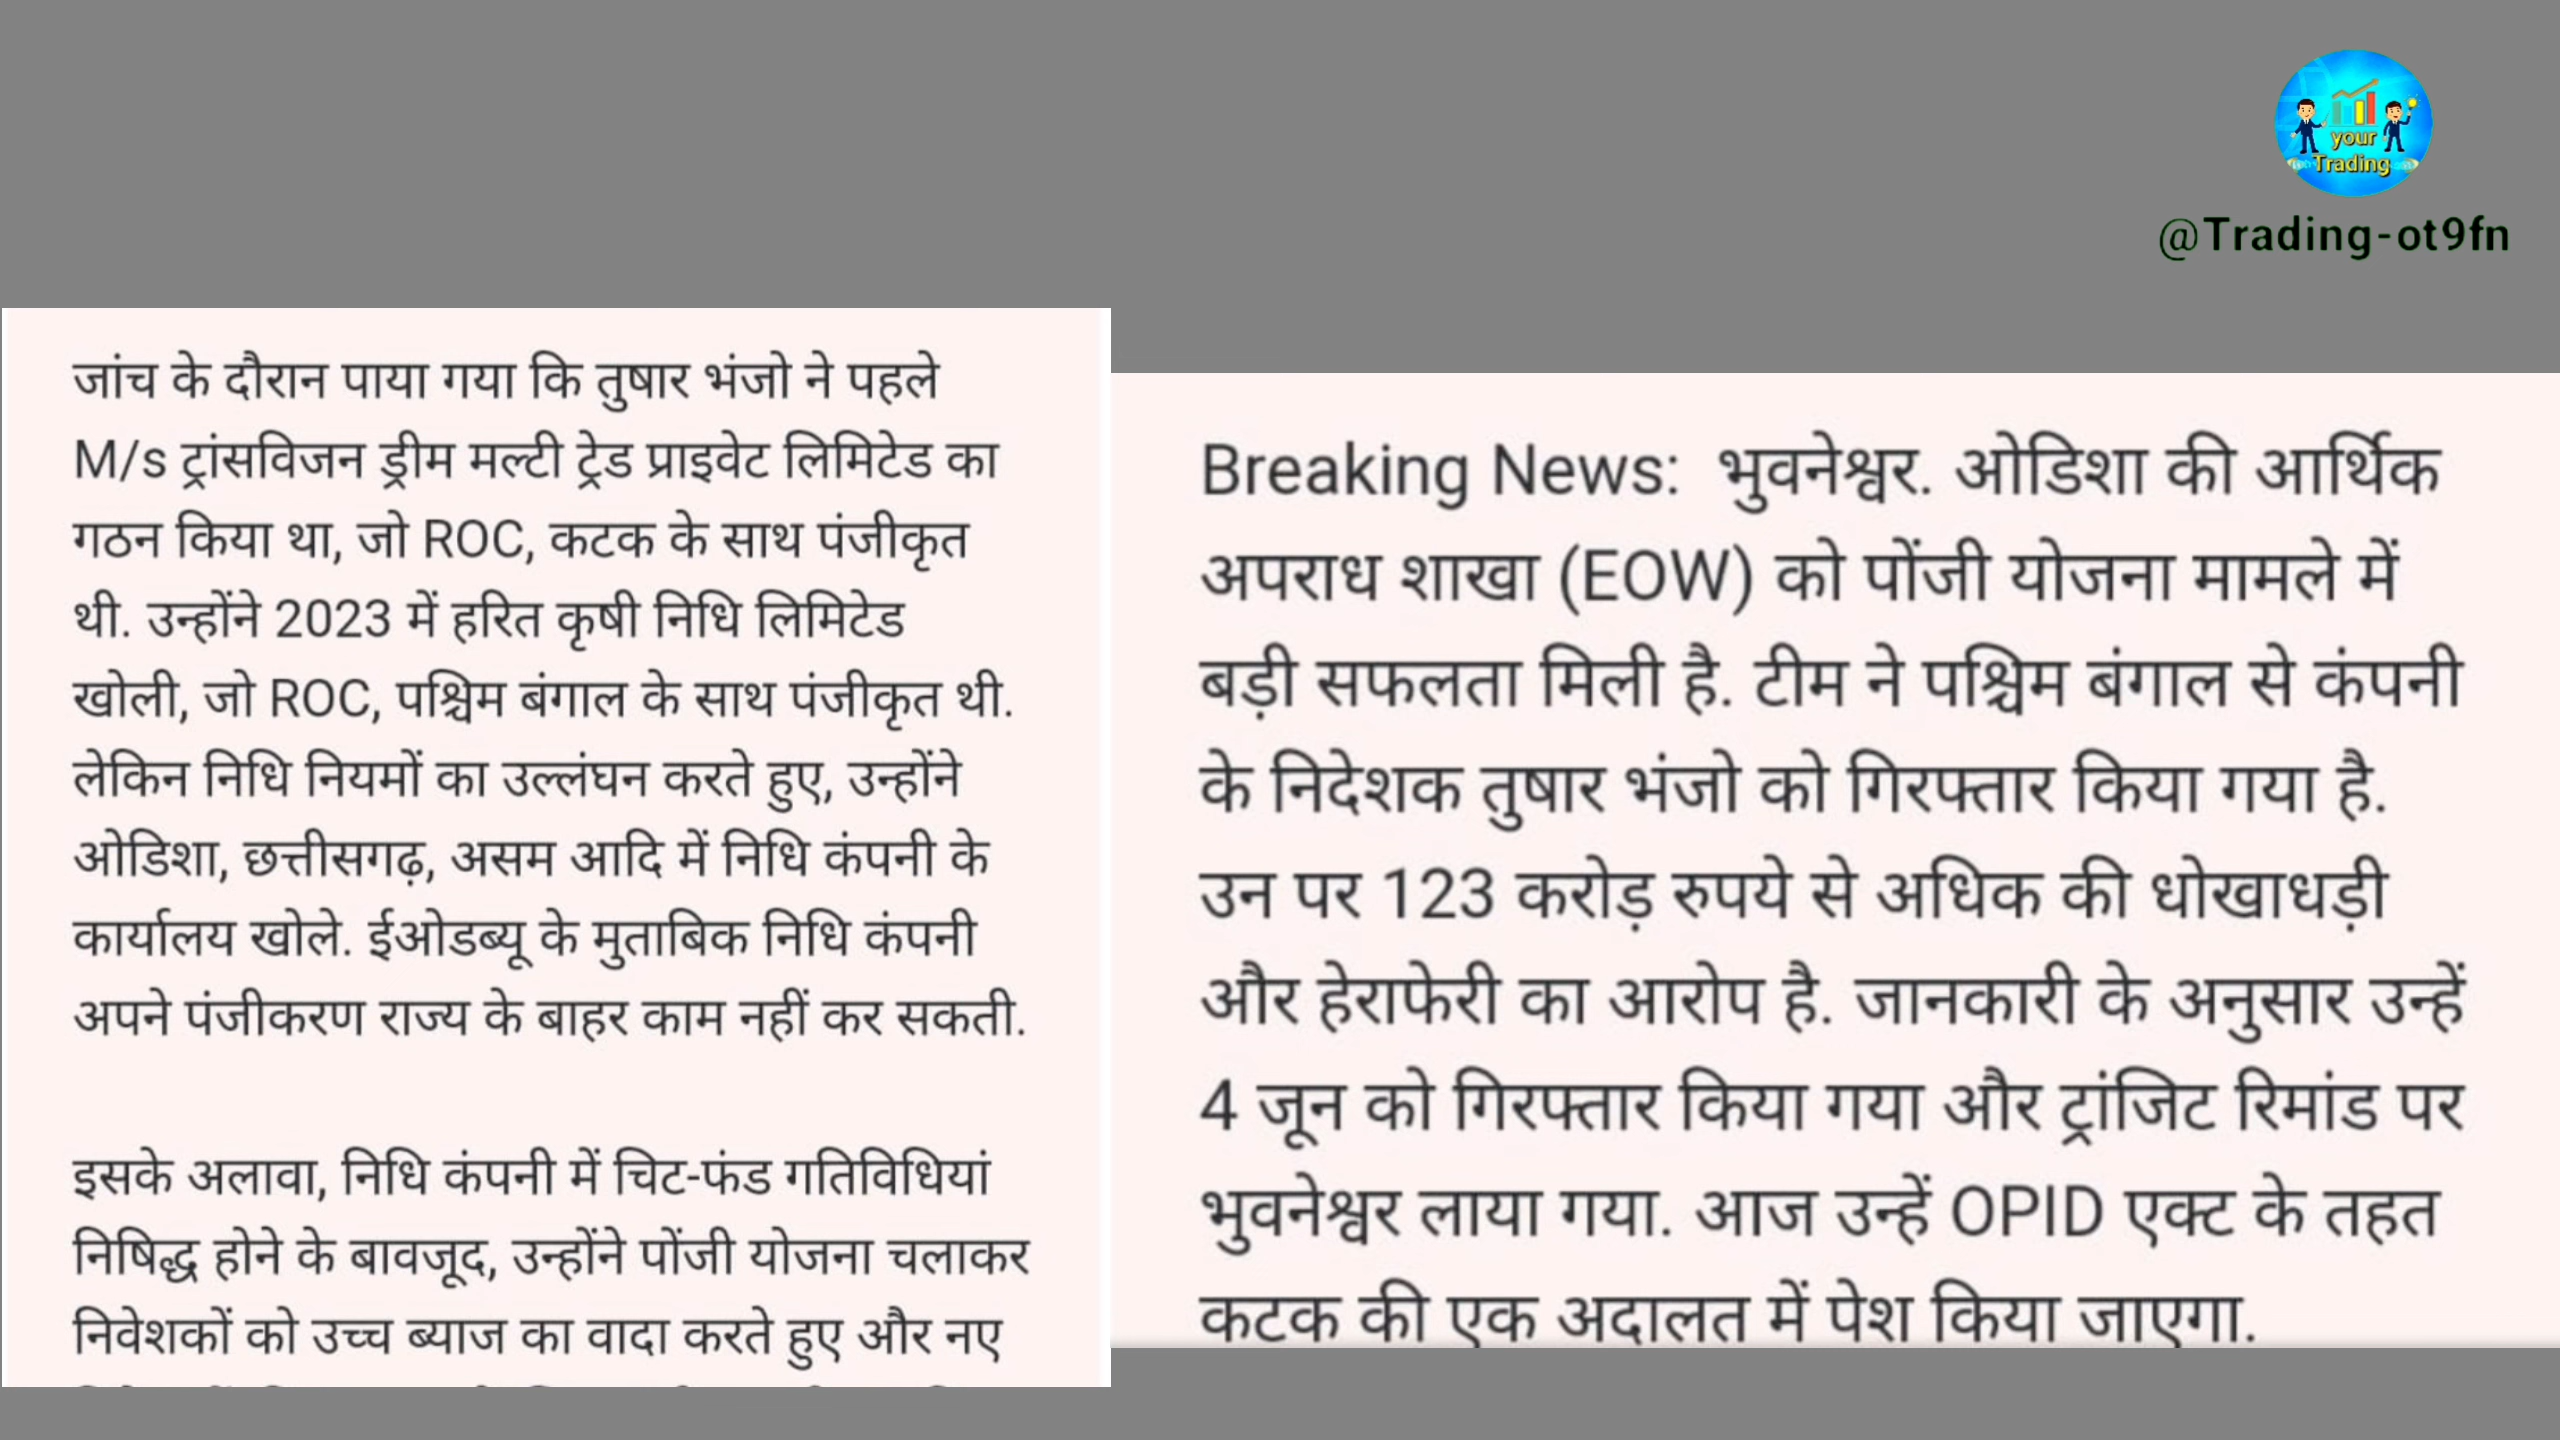 your
Trading
@Trading-ot9fn
जांच के दौरान पाया गया कि तुषार भंजो ने पहले
M/s ट्रांसविजन ड्रीम मल्टी ट्रेड प्राइवेट लिमिटेड का
गठन किया था, जो ROC, कटक के साथ पंजीकृत
थी. उन्होंने 2023 में हरित कृषी निधि लिमिटेड
खोली, जो ROC, पश्चिम बंगाल के साथ पंजीकृत थी.
लेकिन निधि नियमों का उल्लंघन करते हुए, उन्होंने
ओडिशा, छत्तीसगढ़, असम आदि में निधि कंपनी के
कार्यालय खोले. ईओडब्यू के मुताबिक निधि कंपनी
अपने पंजीकरण राज्य के बाहर काम नहीं कर सकती.
इसके अलावा, निधि कंपनी में चिट-फंड गतिविधियां
निषिद्ध होने के बावजूद, उन्होंने पोंजी योजना चलाकर
निवेशकों को उच्च ब्याज का वादा करते हुए और नए
Breaking News: भुवनेश्वर. ओडिशा की आर्थिक
अपराध शाखा (EOW) को पोंजी योजना मामले में
बड़ी सफलता मिली है. टीम ने पश्चिम बंगाल से कंपनी
के निदेशक तुषार भंजो को गिरफ्तार किया गया है.
उन पर 123 करोड़ रुपये से अधिक की धोखाधड़ी
और हेराफेरी का आरोप है. जानकारी के अनुसार उन्हें
4 जून को गिरफ्तार किया गया और ट्रांजिट रिमांड पर
भुवनेश्वर लाया गया. आज उन्हें OPID एक्ट के तहत
कटक की एक अदालत में पेश किया जाएगा.